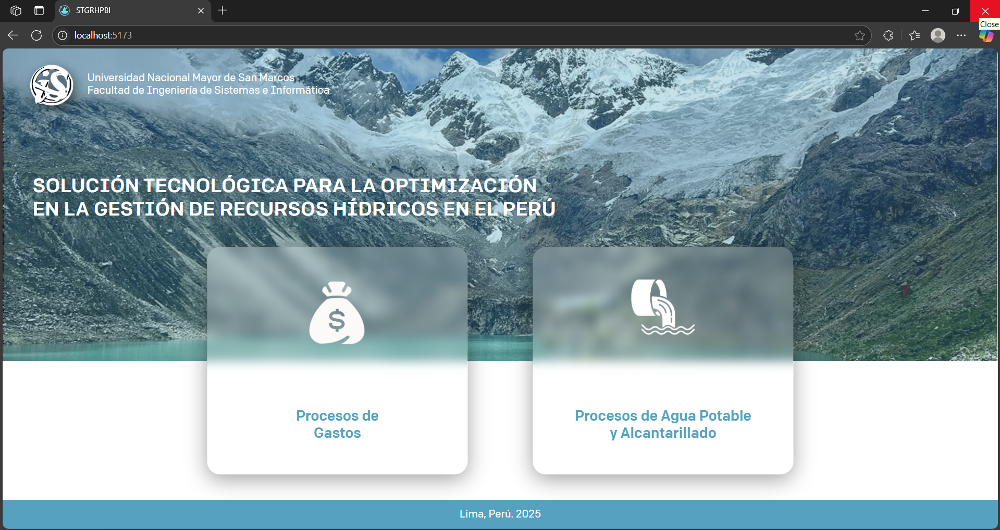 STGRHPBI
Close
localhost:5173
Universidad Nacional Mayor de San Marcos
Facultad de Ingeniería de Sistemas e Informática
SOLUCIÓN TECNOLÓGICA PARA LA OPTIMIZACIÓN
EN LA GESTIÓN DE RECURSOS HÍDRICOS EN EL PERÚ
$
Procesos de
Gastos
Procesos de Agua Potable
y Alcantarillado
Lima, Perú. 2025